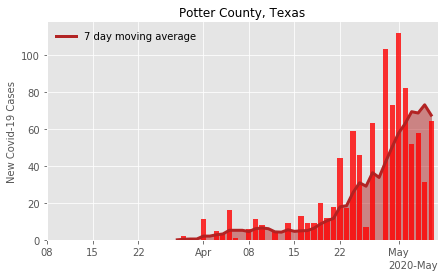 Potter County, Texas
7 day moving average
New Covid-19 Cases
100
80
60
40
20
0
08
15
22
Apr
08
15
22
May
2020-May